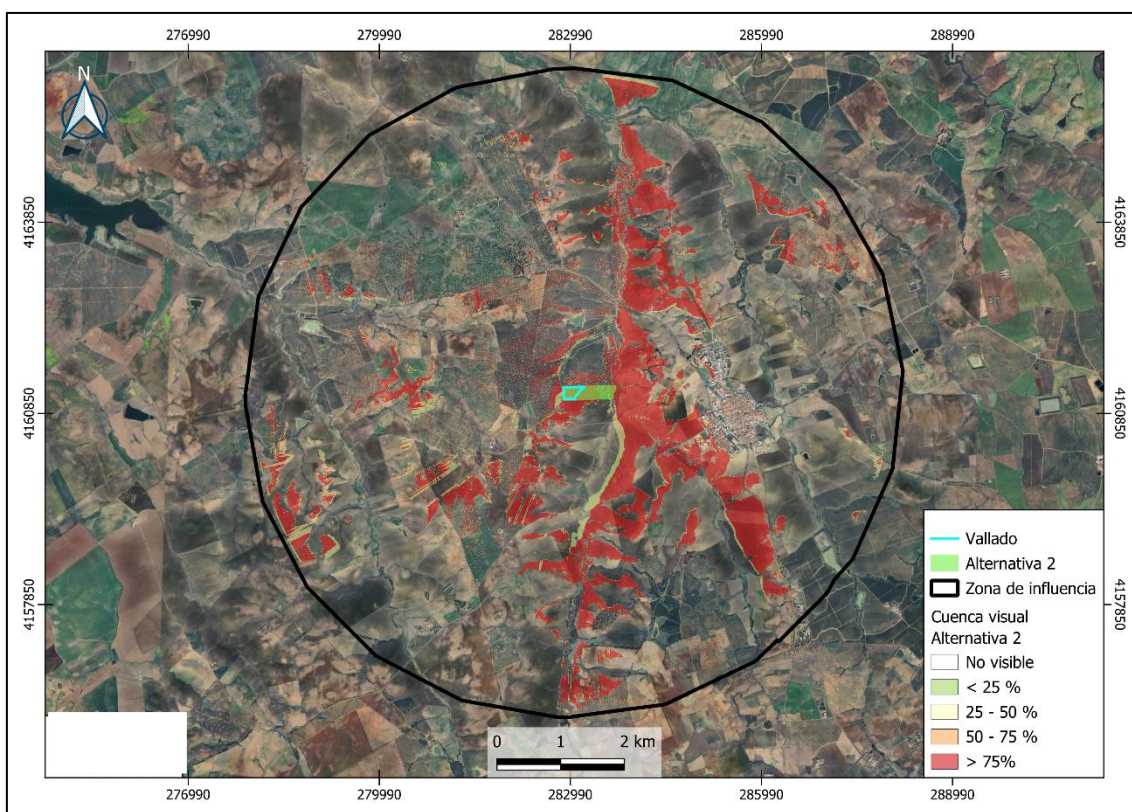 276990 279990 282990 285990 288990
N
4163850 4163850
4160850 4160850
4157850 4157850
Vallado
Alternativa 2
Zona de influencia
Cuenca visual
Alternativa 2
No visible
< 25 %
25 - 50 %
50 - 75 %
> 75%
0 1 2 km
276990 279990 282990 285990 288990